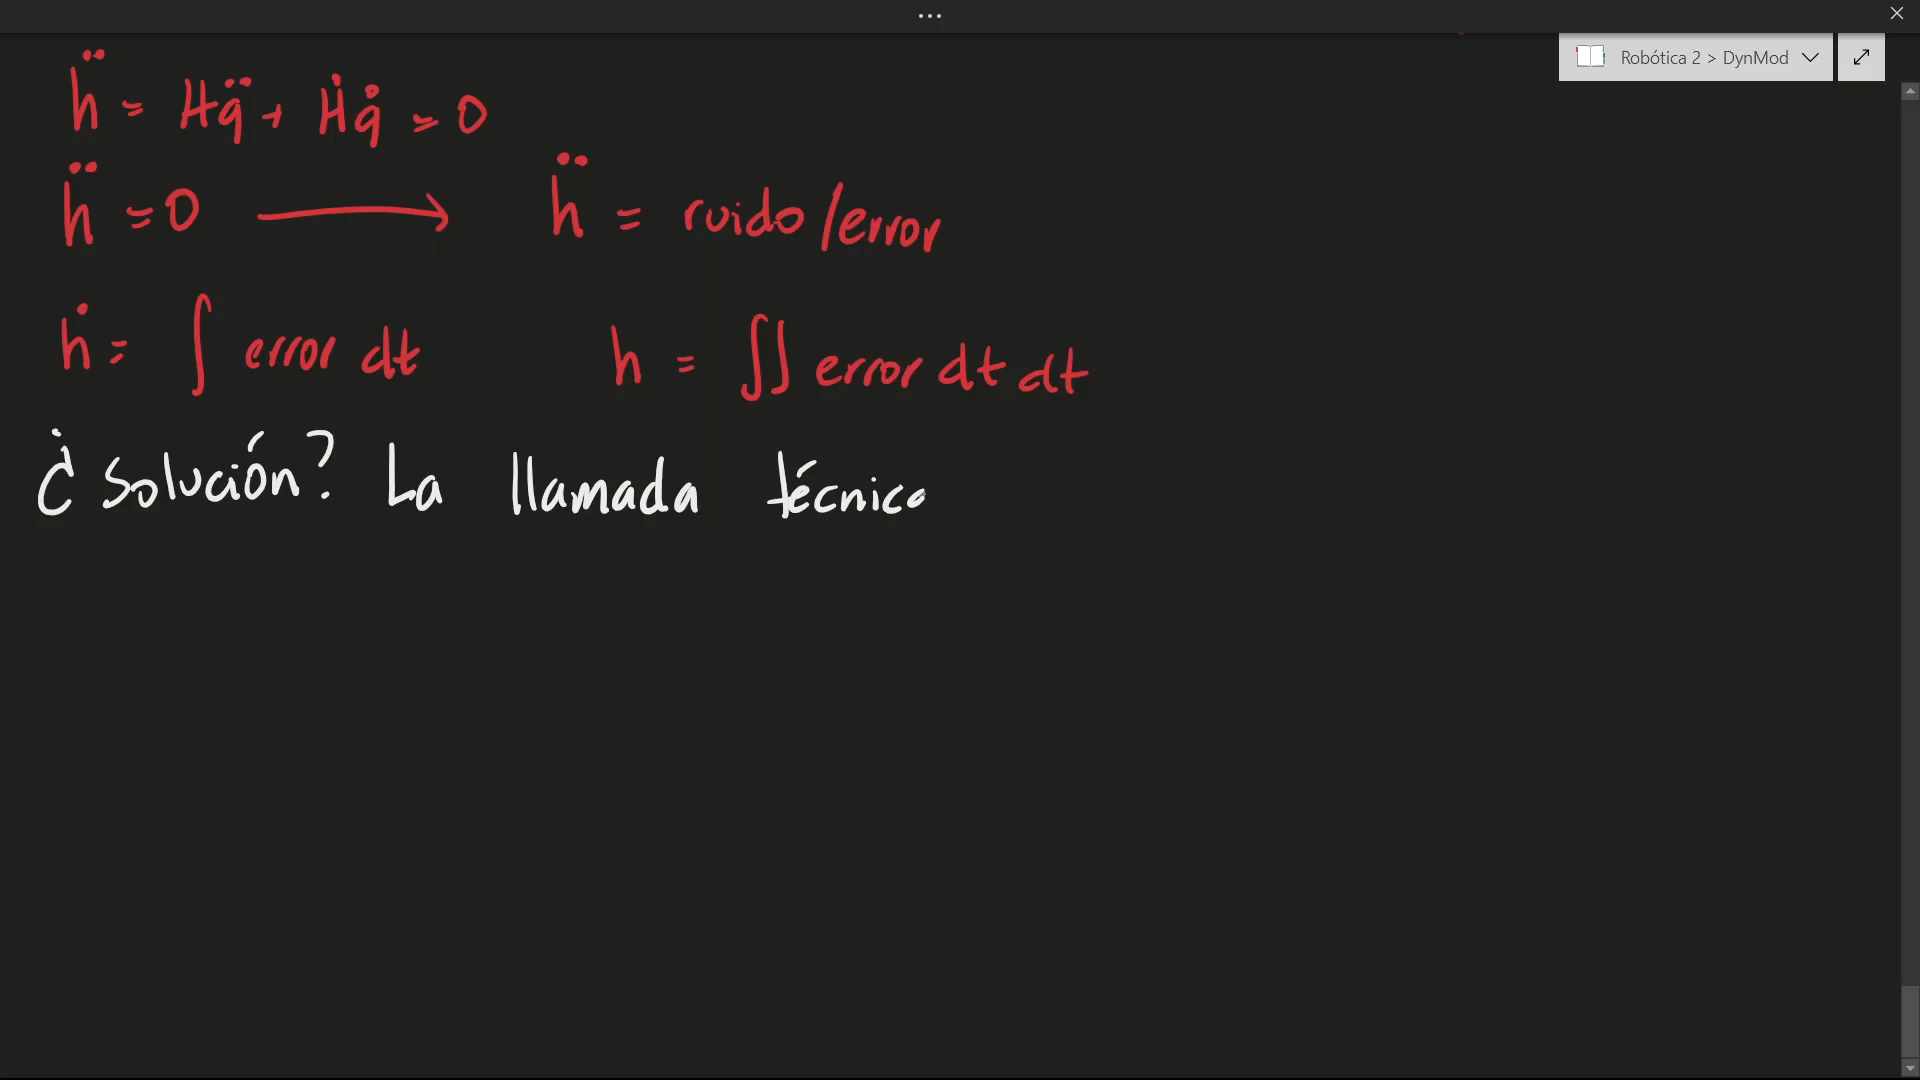 Robótica 2 > DynMod
ḧ = Hq̈ + Ḣq̇ = 0
ḧ = 0 → ḧ = ruido/error
ḣ = ∫ error dt h = ∬ error dt dt
¿Solución? La llamada técnica